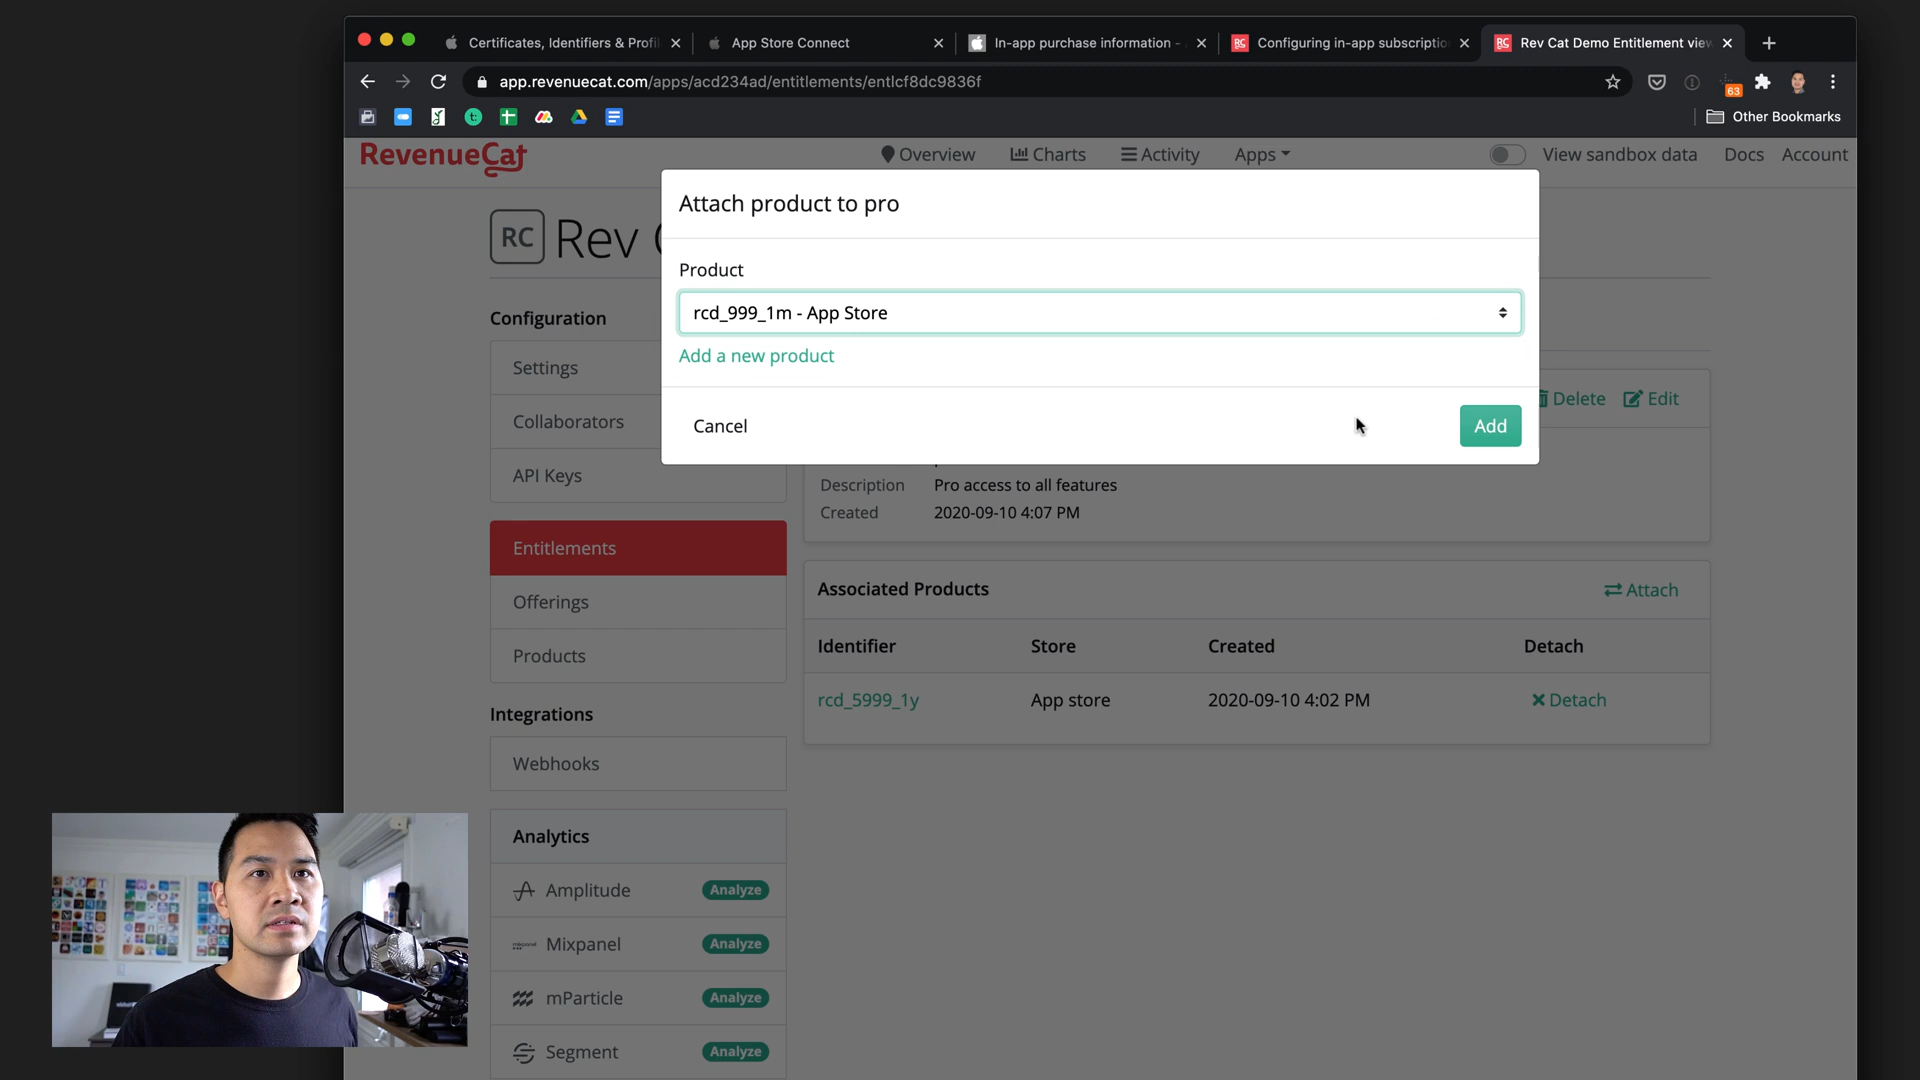 Certificates, Identifiers & Profil
App Store Connect
In-app purchase information -
Configuring in-app subscriptio
Rev Cat Demo Entitlement view
app.revenuecat.com/apps/acd234ad/entitlements/entlcf8dc9836f
63
Other Bookmarks
RevenueCat
Overview
Charts
Activity
Apps
View sandbox data
Docs
Account
RC
Rev
Attach product to pro
Product
rcd_999_1m - App Store
Add a new product
Cancel
Add
Configuration
Settings
Collaborators
API Keys
Entitlements
Offerings
Products
Integrations
Webhooks
Analytics
Amplitude Analyze
Mixpanel Analyze
mParticle Analyze
Segment Analyze
Delete
Edit
Description Pro access to all features
Created 2020-09-10 4:07 PM
Associated Products
Attach
Identifier Store Created Detach
rcd_5999_1y App store 2020-09-10 4:02 PM Detach